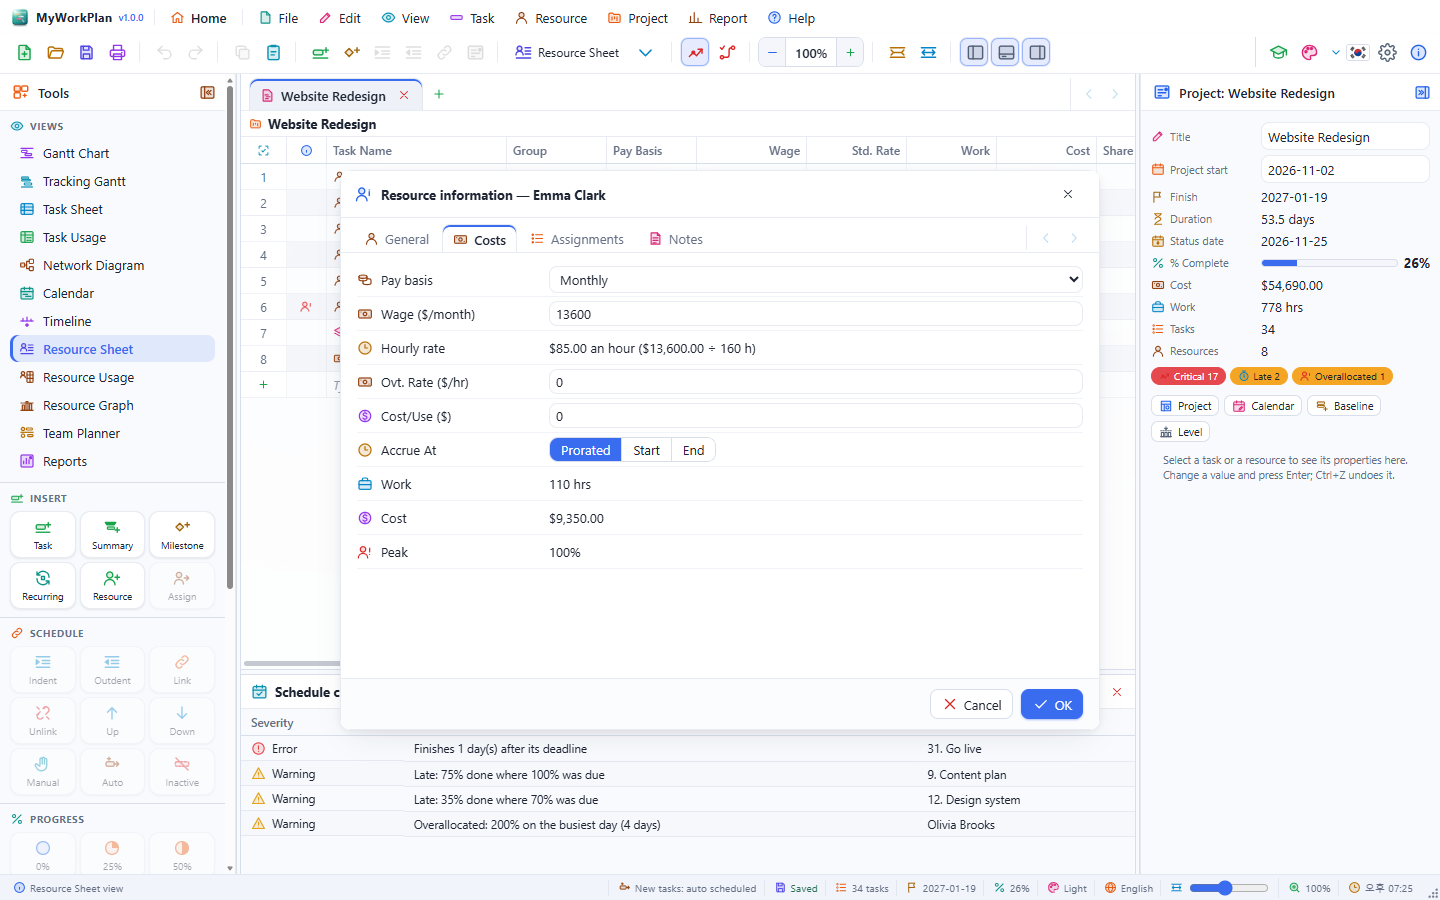 MyWorkPlan v1.0.0 Home File Edit View Task Resource Project Report Help
Resource Sheet 100%
Tools
VIEWS
Gantt Chart
Tracking Gantt
Task Sheet
Task Usage
Network Diagram
Calendar
Timeline
Resource Sheet
Resource Usage
Resource Graph
Team Planner
Reports
INSERT
Task Summary Milestone
Recurring Resource Assign
SCHEDULE
Indent Outdent Link
Unlink Up Down
Manual Auto Inactive
PROGRESS
0% 25% 50%
Website Redesign
Website Redesign
Task Name Group Pay Basis Wage Std. Rate Work Cost Share
1
2
3
4
5
6
7
8
Resource information — Emma Clark
General Costs Assignments Notes
Pay basis Monthly
Wage ($/month) 13600
Hourly rate $85.00 an hour ($13,600.00 ÷ 160 h)
Ovt. Rate ($/hr) 0
Cost/Use ($) 0
Accrue At Prorated Start End
Work 110 hrs
Cost $9,350.00
Peak 100%
Cancel OK
Schedule c
Severity
Error Finishes 1 day(s) after its deadline 31. Go live
Warning Late: 75% done where 100% was due 9. Content plan
Warning Late: 35% done where 70% was due 12. Design system
Warning Overallocated: 200% on the busiest day (4 days) Olivia Brooks
Project: Website Redesign
Title Website Redesign
Project start 2026-11-02
Finish 2027-01-19
Duration 53.5 days
Status date 2026-11-25
% Complete 26%
Cost $54,690.00
Work 778 hrs
Tasks 34
Resources 8
Critical 17 Late 2 Overallocated 1
Project Calendar Baseline
Level
Select a task or a resource to see its properties here.
Change a value and press Enter; Ctrl+Z undoes it.
Resource Sheet view New tasks: auto scheduled Saved 34 tasks 2027-01-19 26% Light English 100% 오후 07:25